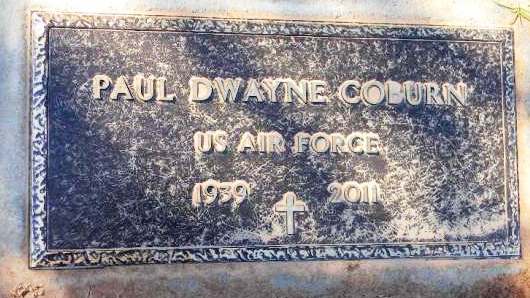 PAUL DWAYNE COBURN
US AIR FORCE
1939 2011